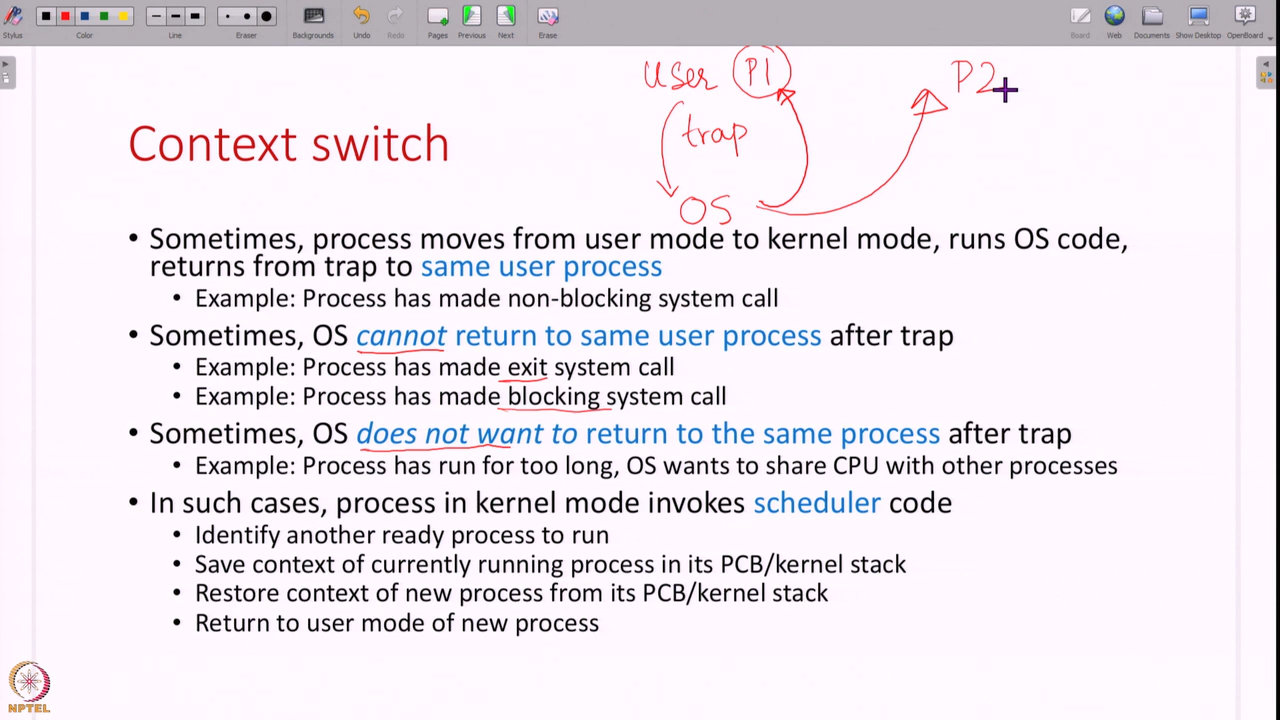 Stylus
Color
Line
Eraser
Backgrounds
Undo
Redo
Pages
Previous
Next
Erase
Board
Web
Documents
Show Desktop
OpenBoard
user P1 P2
trap
OS
Context switch
• Sometimes, process moves from user mode to kernel mode, runs OS code,
returns from trap to same user process
• Example: Process has made non-blocking system call
• Sometimes, OS cannot return to same user process after trap
• Example: Process has made exit system call
• Example: Process has made blocking system call
• Sometimes, OS does not want to return to the same process after trap
• Example: Process has run for too long, OS wants to share CPU with other processes
• In such cases, process in kernel mode invokes scheduler code
• Identify another ready process to run
• Save context of currently running process in its PCB/kernel stack
• Restore context of new process from its PCB/kernel stack
• Return to user mode of new process
NPTEL